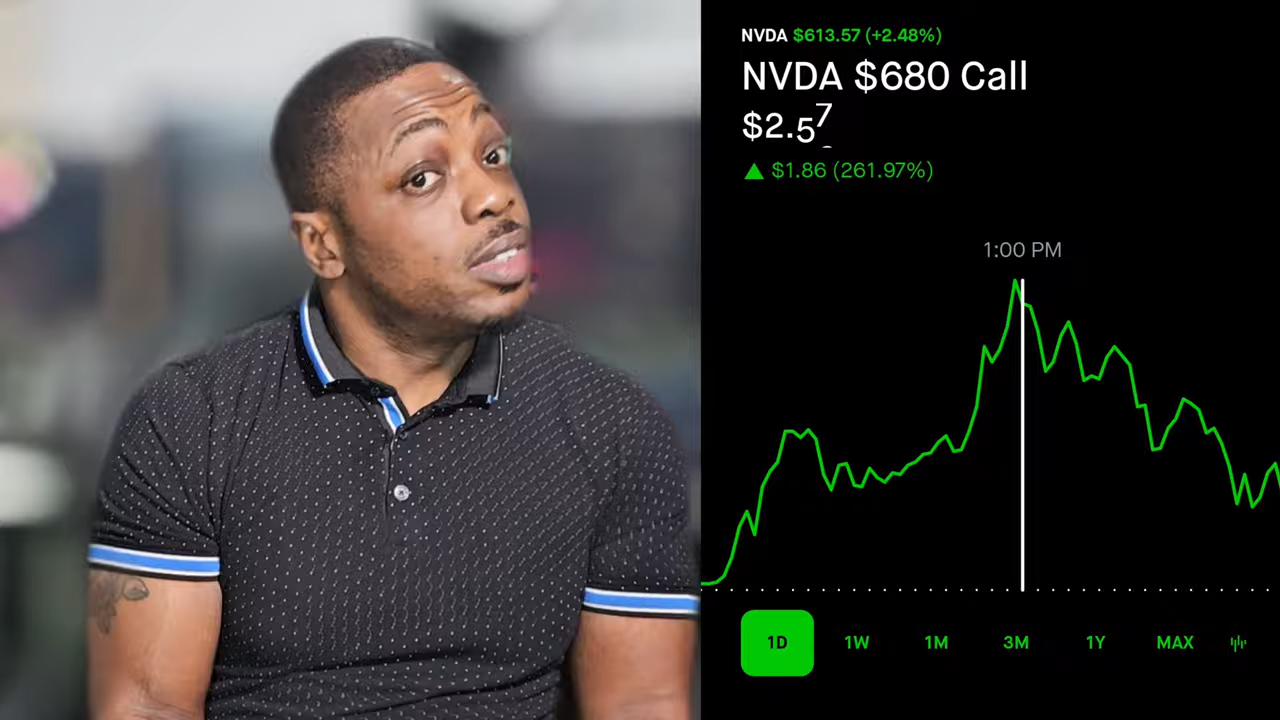 NVDA $613.57 (+2.48%)
NVDA $680 Call
$2.57
▲ $1.86 (261.97%)
1:00 PM
1D 1W 1M 3M 1Y MAX